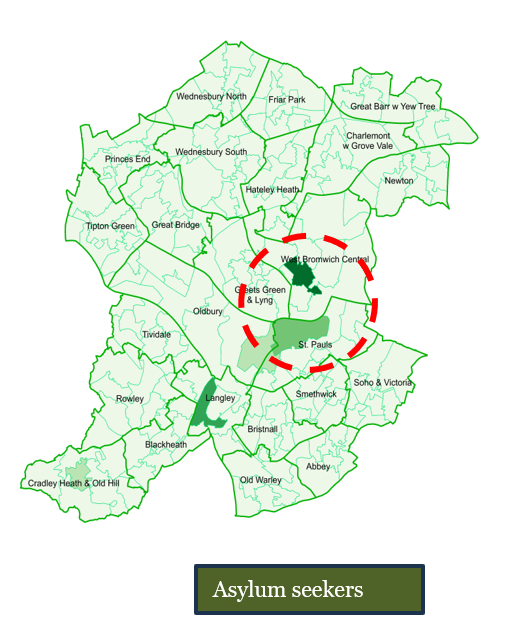 Wednesbury North
Friar Park
Great Barr w Yew Tree
Charlemont
w Grove Vale
Wednesbury South
Princes End
Newton
Hateley Heath
Tipton Green
Great Bridge
West Bromwich Central
Greets Green
& Lyng
Oldbury
Tividale
St. Pauls
Soho & Victoria
Rowley
Langley
Smethwick
Bristnall
Blackheath
Abbey
Cradley Heath & Old Hill
Old Warley
Asylum seekers